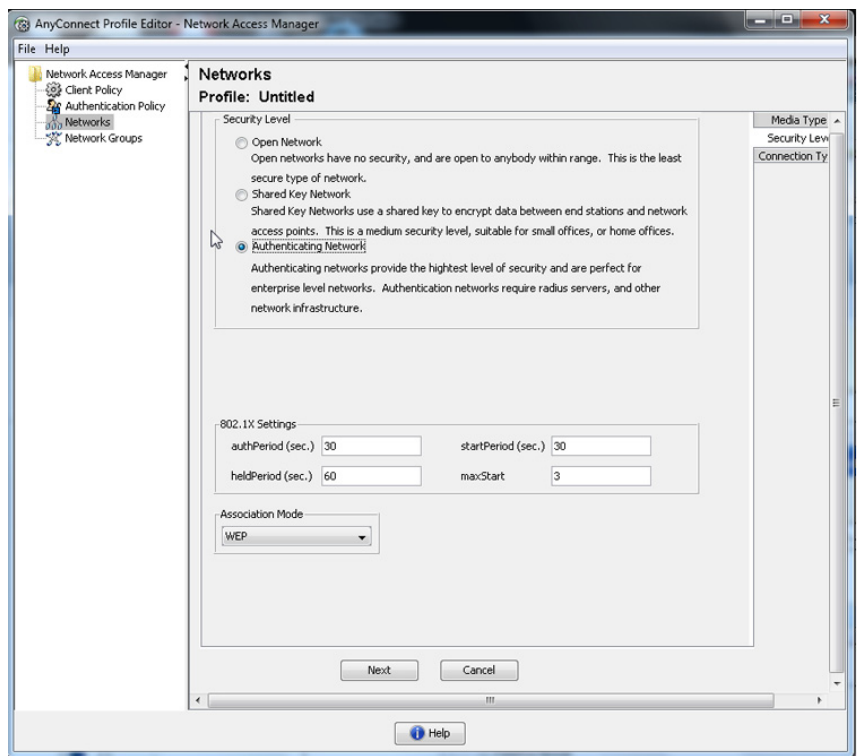 AnyConnect Profile Editor - Network Access Manager
File Help
Network Access Manager
Client Policy
Authentication Policy
Networks
Network Groups
Networks
Profile: Untitled
Media Type
Security Lev
Connection Ty
Security Level
Open Network
Open networks have no security, and are open to anybody within range. This is the least
secure type of network.
Shared Key Network
Shared Key Networks use a shared key to encrypt data between end stations and network
access points. This is a medium security level, suitable for small offices, or home offices.
Authenticating Network
Authenticating networks provide the highest level of security and are perfect for
enterprise level networks. Authentication networks require radius servers, and other
network infrastructure.
802.1X Settings
authPeriod (sec.) 30 startPeriod (sec.) 30
heldPeriod (sec.) 60 maxStart 3
Association Mode
WEP
Next Cancel
Help